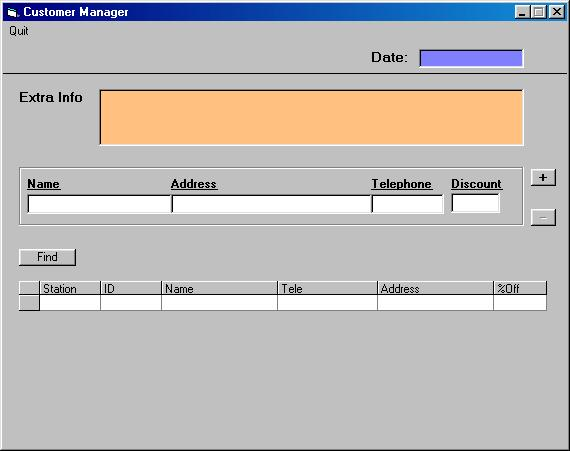 Customer Manager
Quit
Date:
Extra Info
Name Address Telephone Discount
+
−
Find
Station ID Name Tele Address %Off